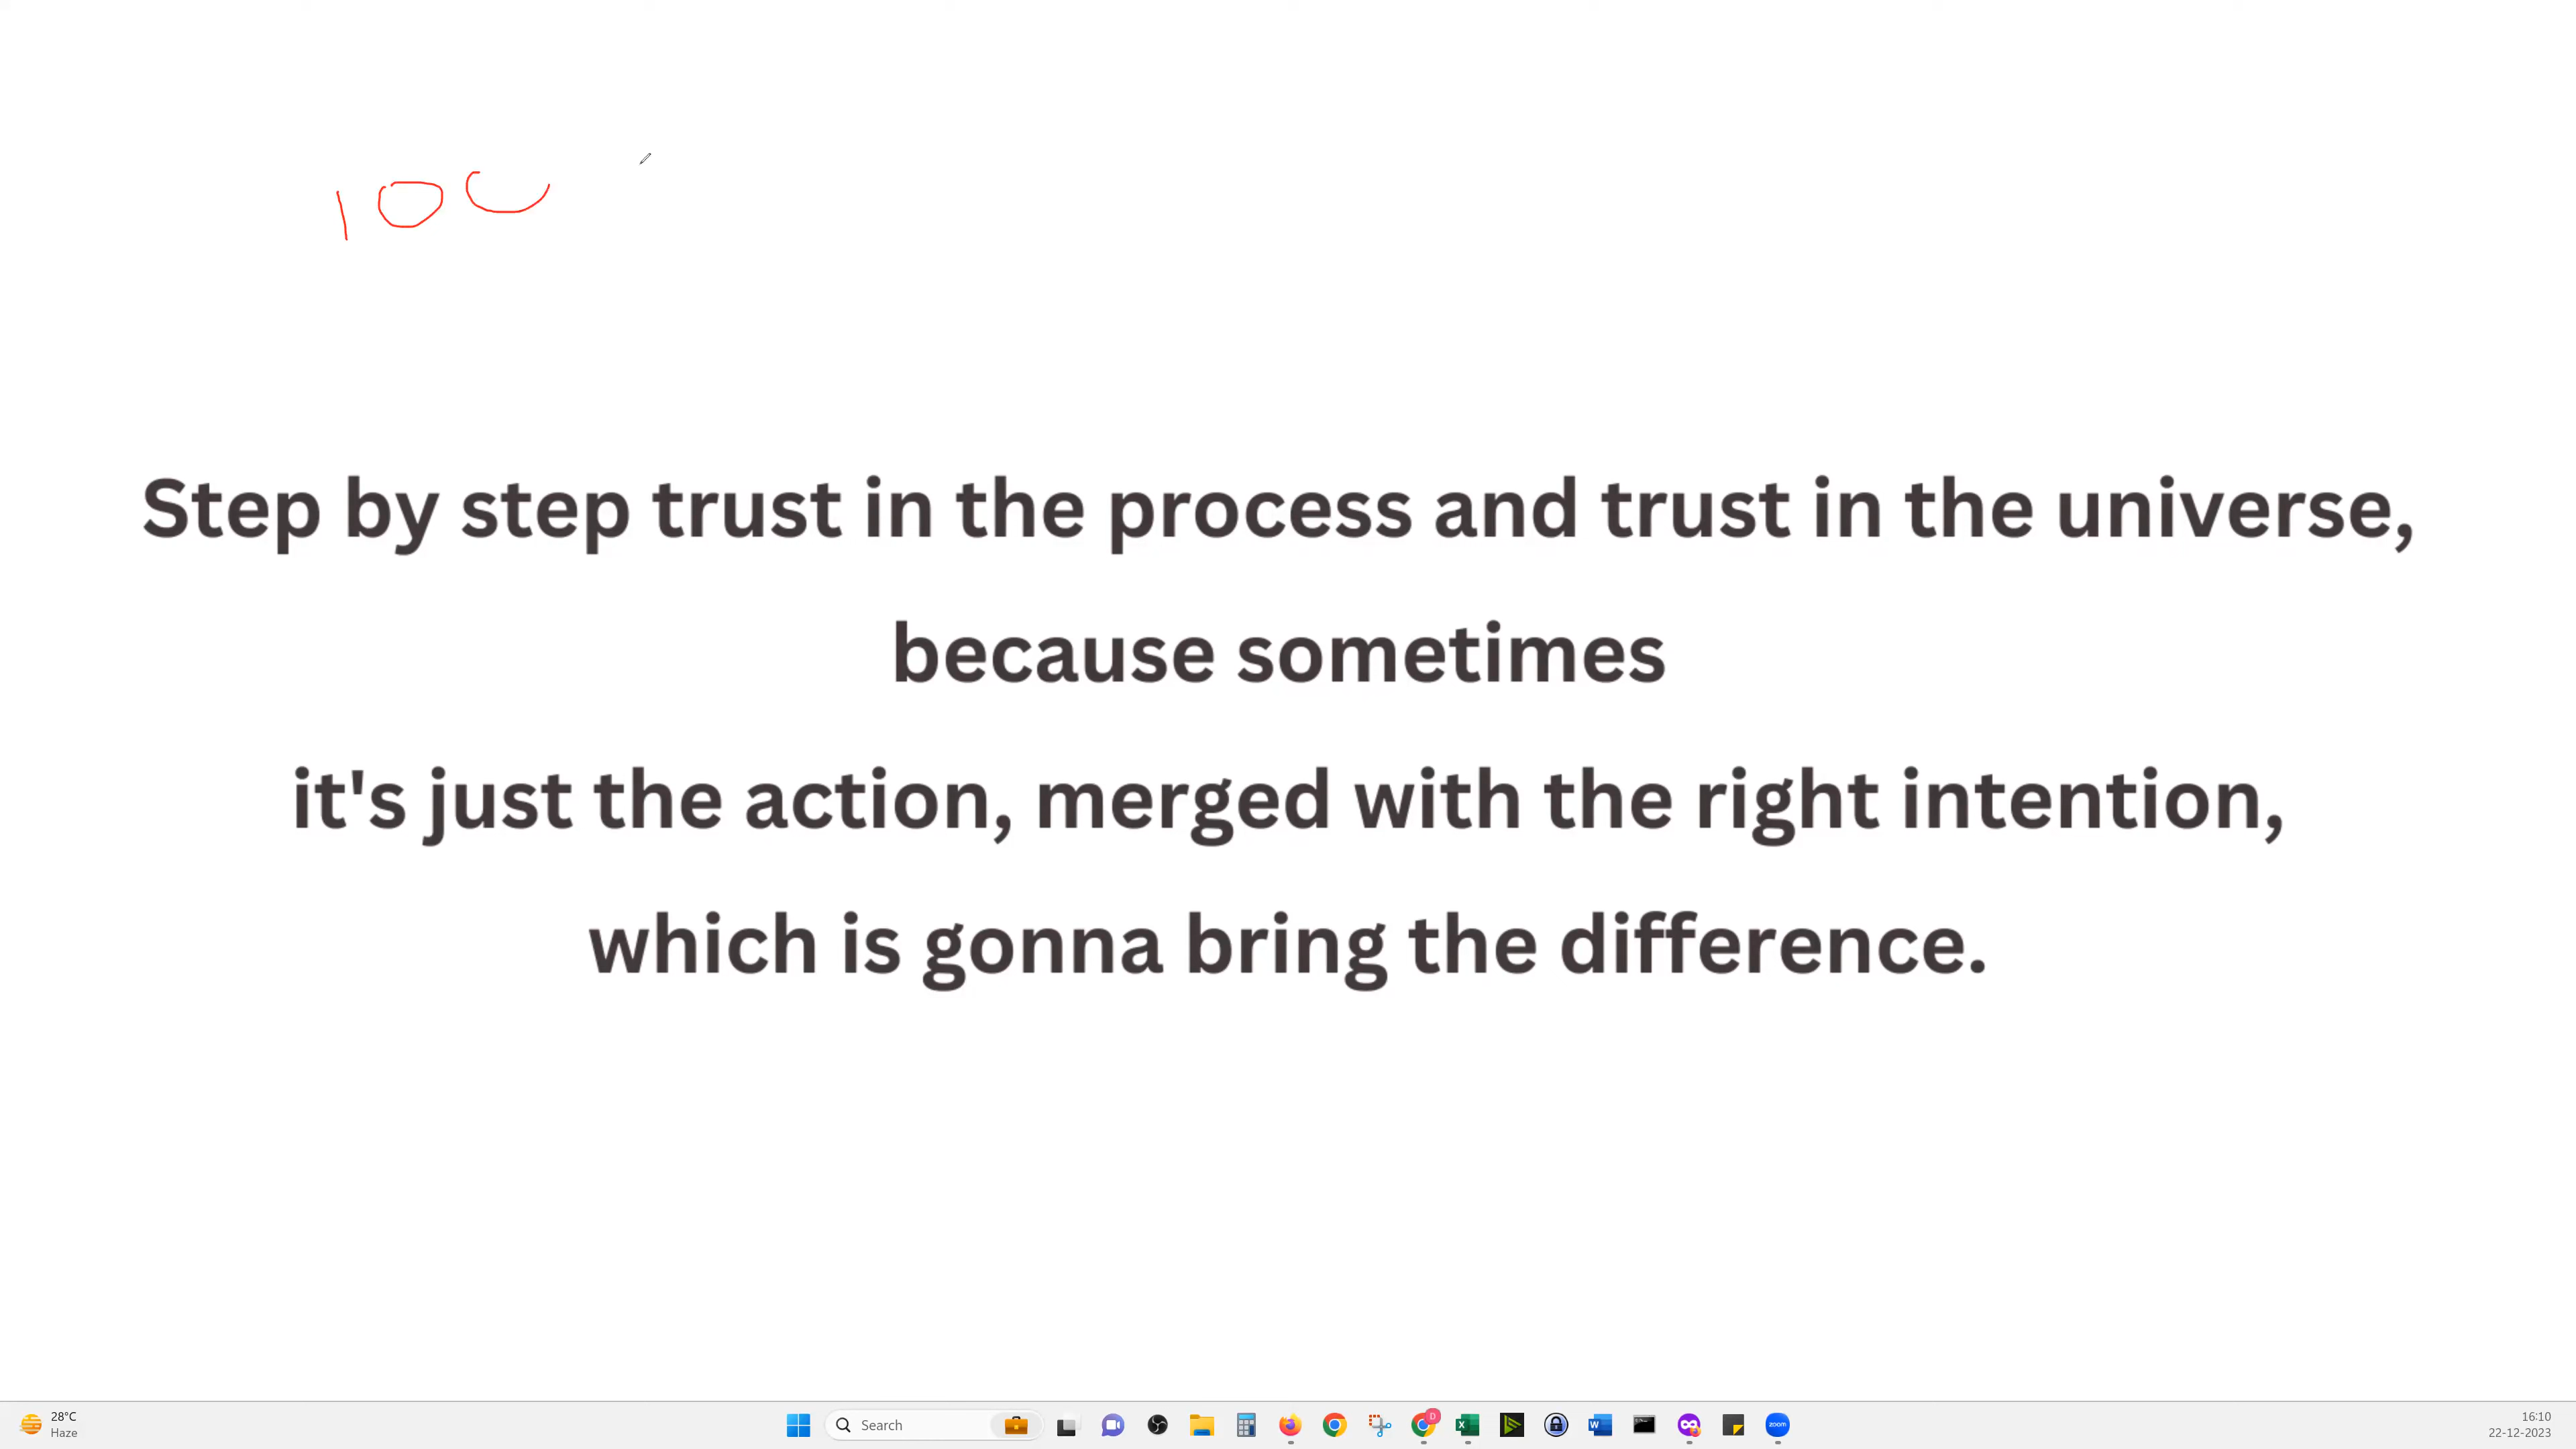 100
Step by step trust in the process and trust in the universe,
because sometimes
it's just the action, merged with the right intention,
which is gonna bring the difference.
28°C
Haze
Search
D
zoom
16:10
22-12-2023